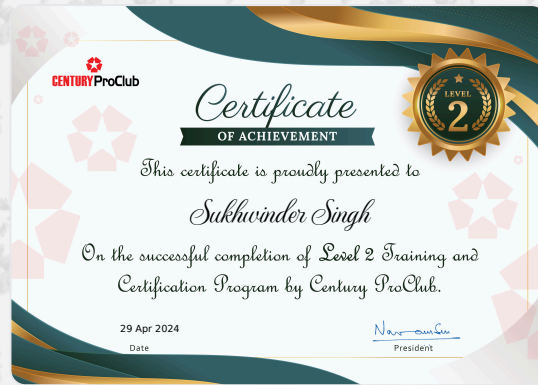 CENTURY ProClub
Certificate
OF ACHIEVEMENT
LEVEL
2
This certificate is proudly presented to
Sukhwinder Singh
On the successful completion of Level 2 Training and
Certification Program by Century ProClub.
29 Apr 2024
Date
President